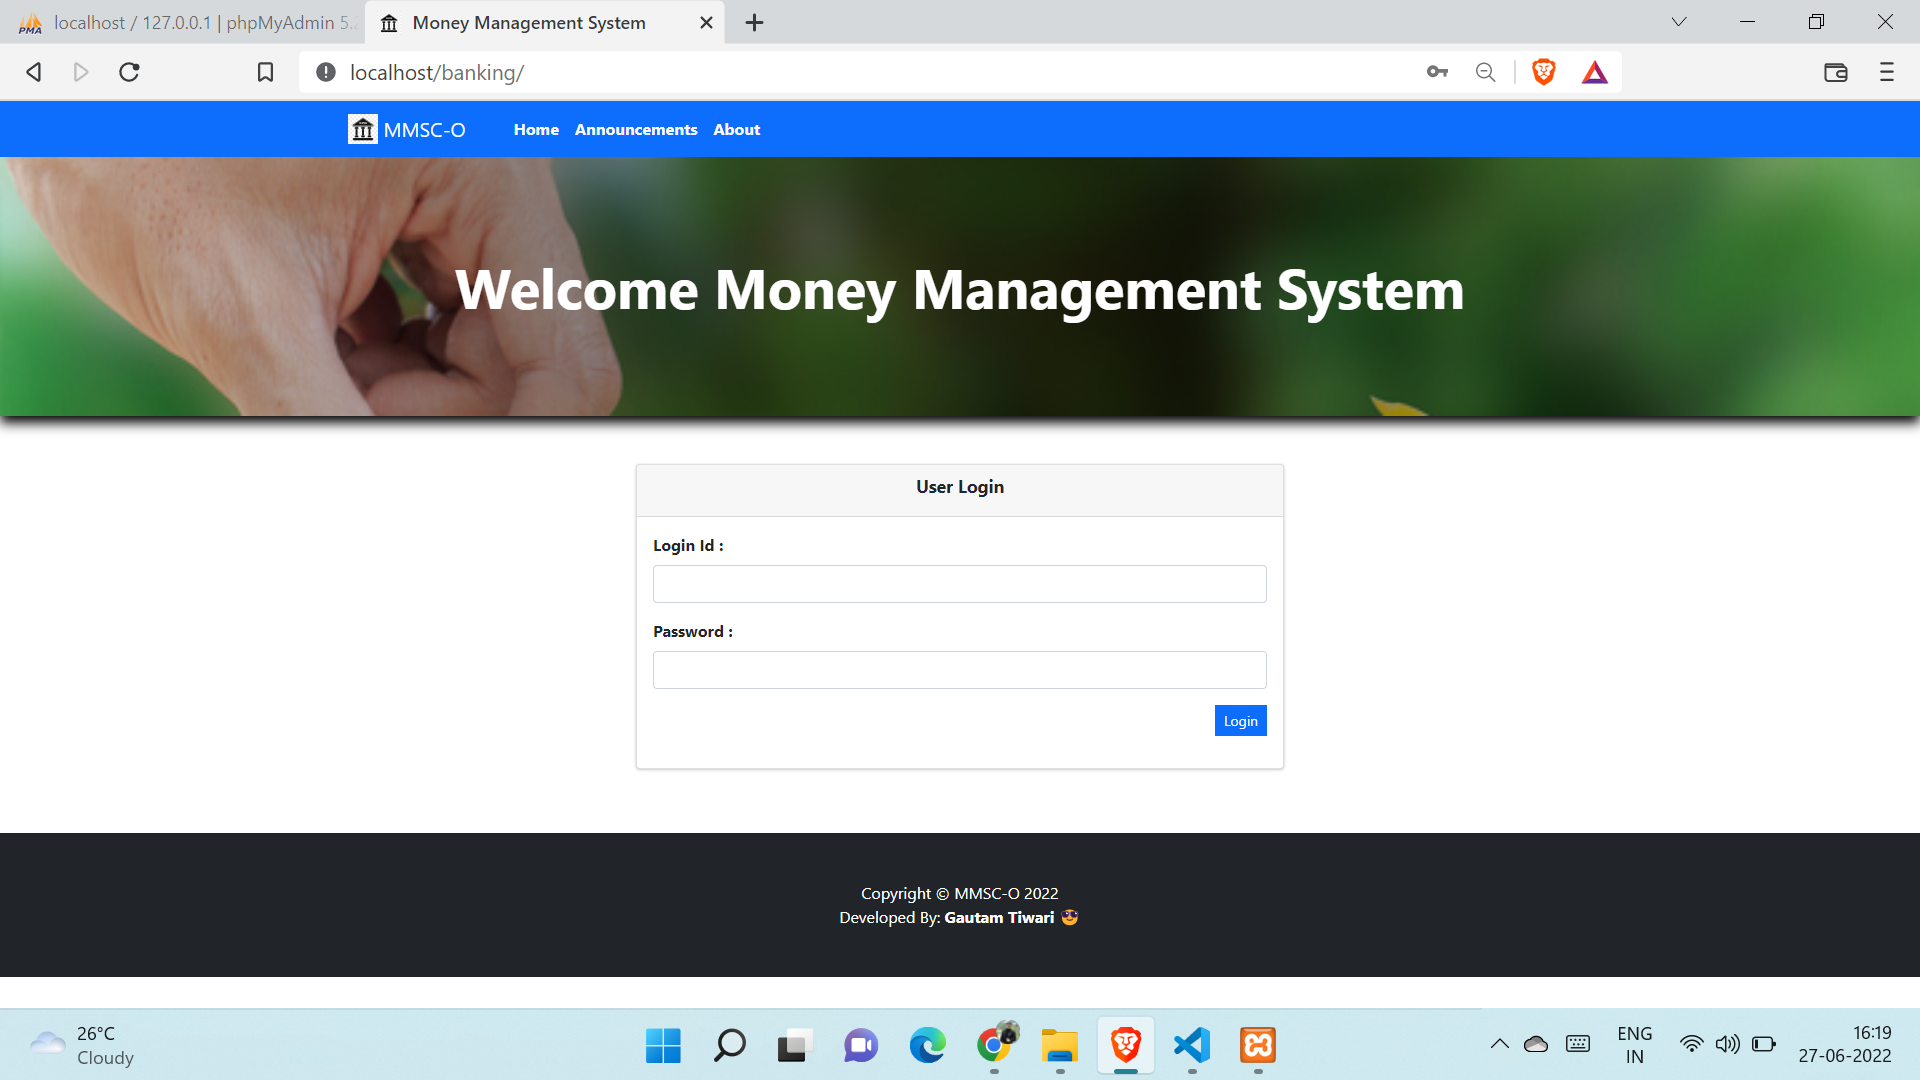 localhost / 127.0.0.1 | phpMyAdmin 5.2
Money Management System
localhost/banking/
MMSC-O
Home Announcements About
Welcome Money Management System
User Login
Login Id :
Password :
Login
Copyright © MMSC-O 2022
Developed By: Gautam Tiwari 😎
26°C
Cloudy
ENG
IN
16:19
27-06-2022